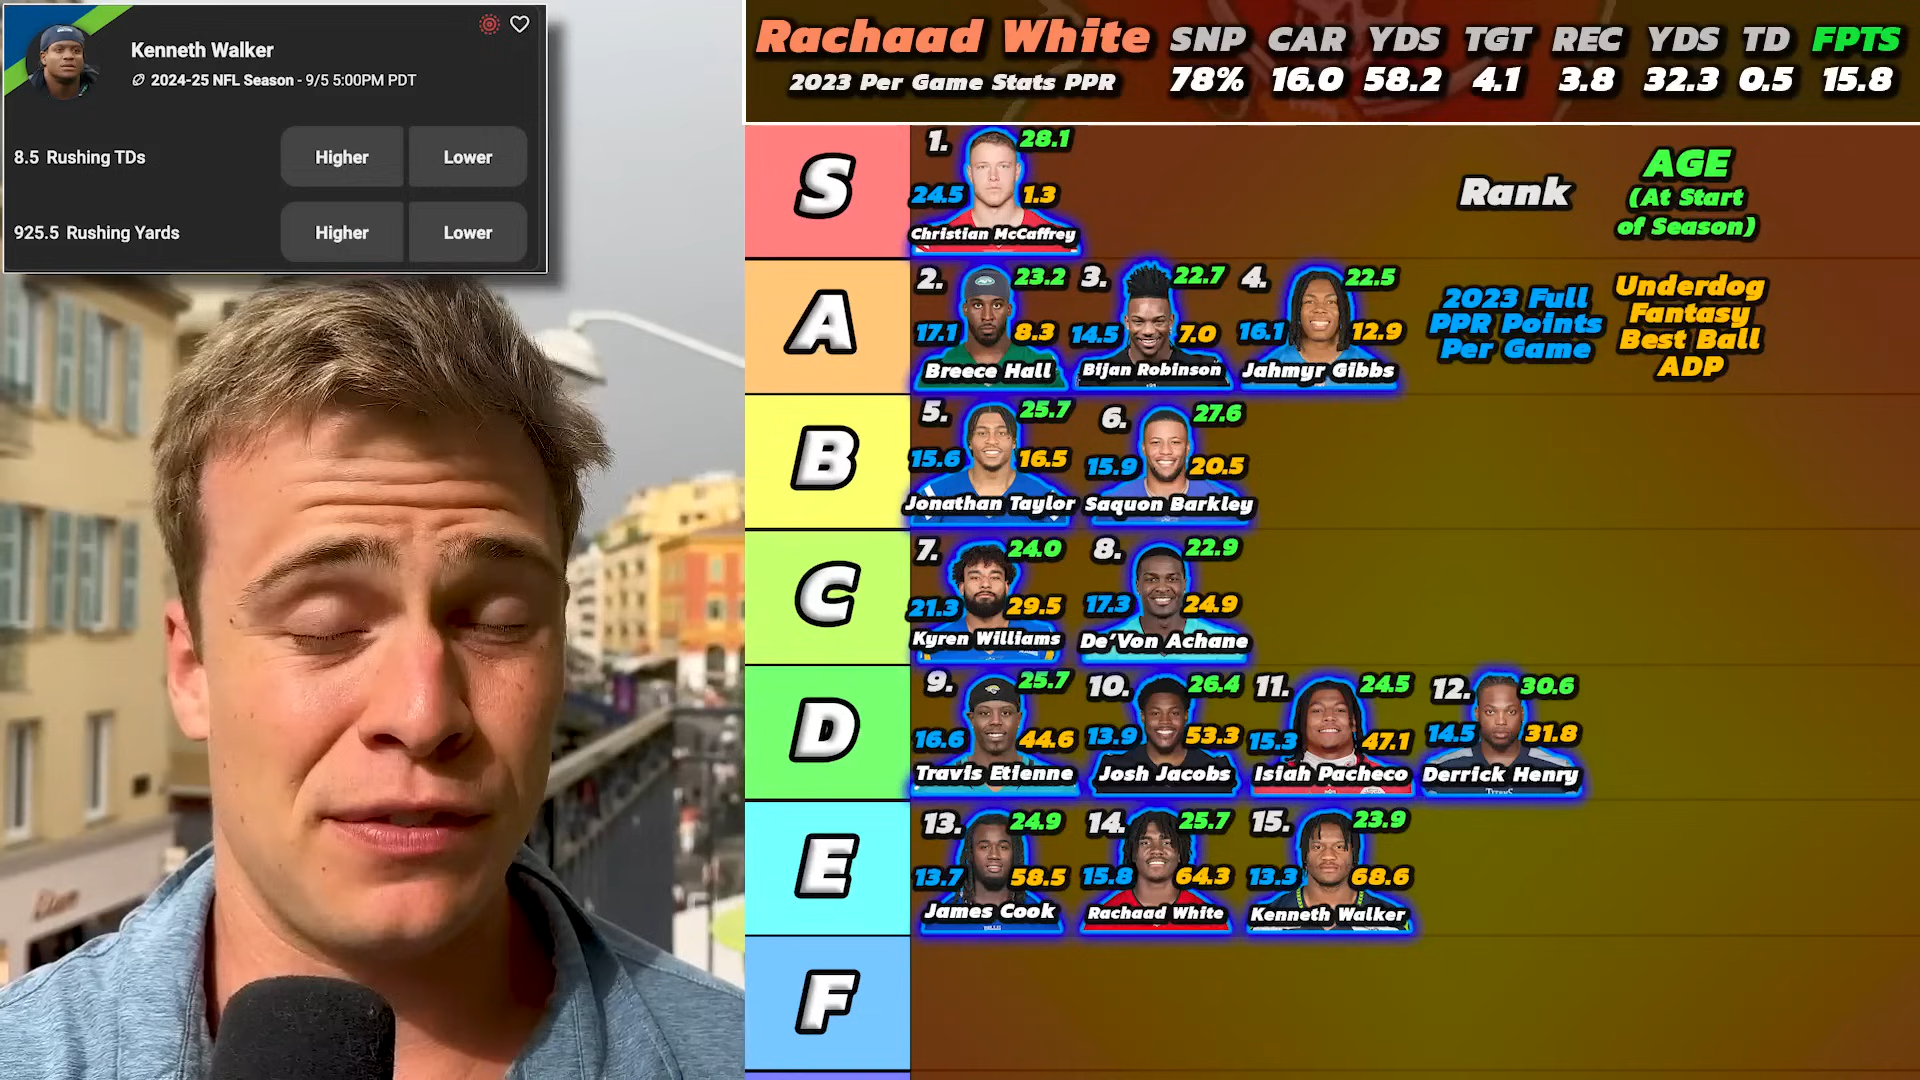 Kenneth Walker
2024-25 NFL Season - 9/5 5:00PM PDT
8.5 Rushing TDs
Higher
Lower
925.5 Rushing Yards
Higher
Lower
Rachaad White
2023 Per Game Stats PPR
SNP CAR YDS TGT REC YDS TD FPTS
78% 16.0 58.2 4.1 3.8 32.3 0.5 15.8
S
1. 28.1
24.5 1.3
Christian McCaffrey
Rank
AGE
(At Start
of Season)
A
2. 23.2
17.1 8.3
Breece Hall
3. 22.7
14.5 7.0
Bijan Robinson
4. 22.5
16.1 12.9
Jahmyr Gibbs
2023 Full
PPR Points
Per Game
Underdog
Fantasy
Best Ball
ADP
B
5. 25.7
15.6 16.5
Jonathan Taylor
6. 27.6
15.9 20.5
Saquon Barkley
C
7. 24.0
21.3 29.5
Kyren Williams
8. 22.9
17.3 24.9
De'Von Achane
D
9. 25.7
16.6 44.6
Travis Etienne
10. 26.4
13.9 53.3
Josh Jacobs
11. 24.5
15.3 47.1
Isiah Pacheco
12. 30.6
14.5 31.8
Derrick Henry
TITANS
E
13. 24.9
13.7 58.5
James Cook
BILLS
14. 25.7
15.8 64.3
Rachaad White
15. 23.9
13.3 68.6
Kenneth Walker
F